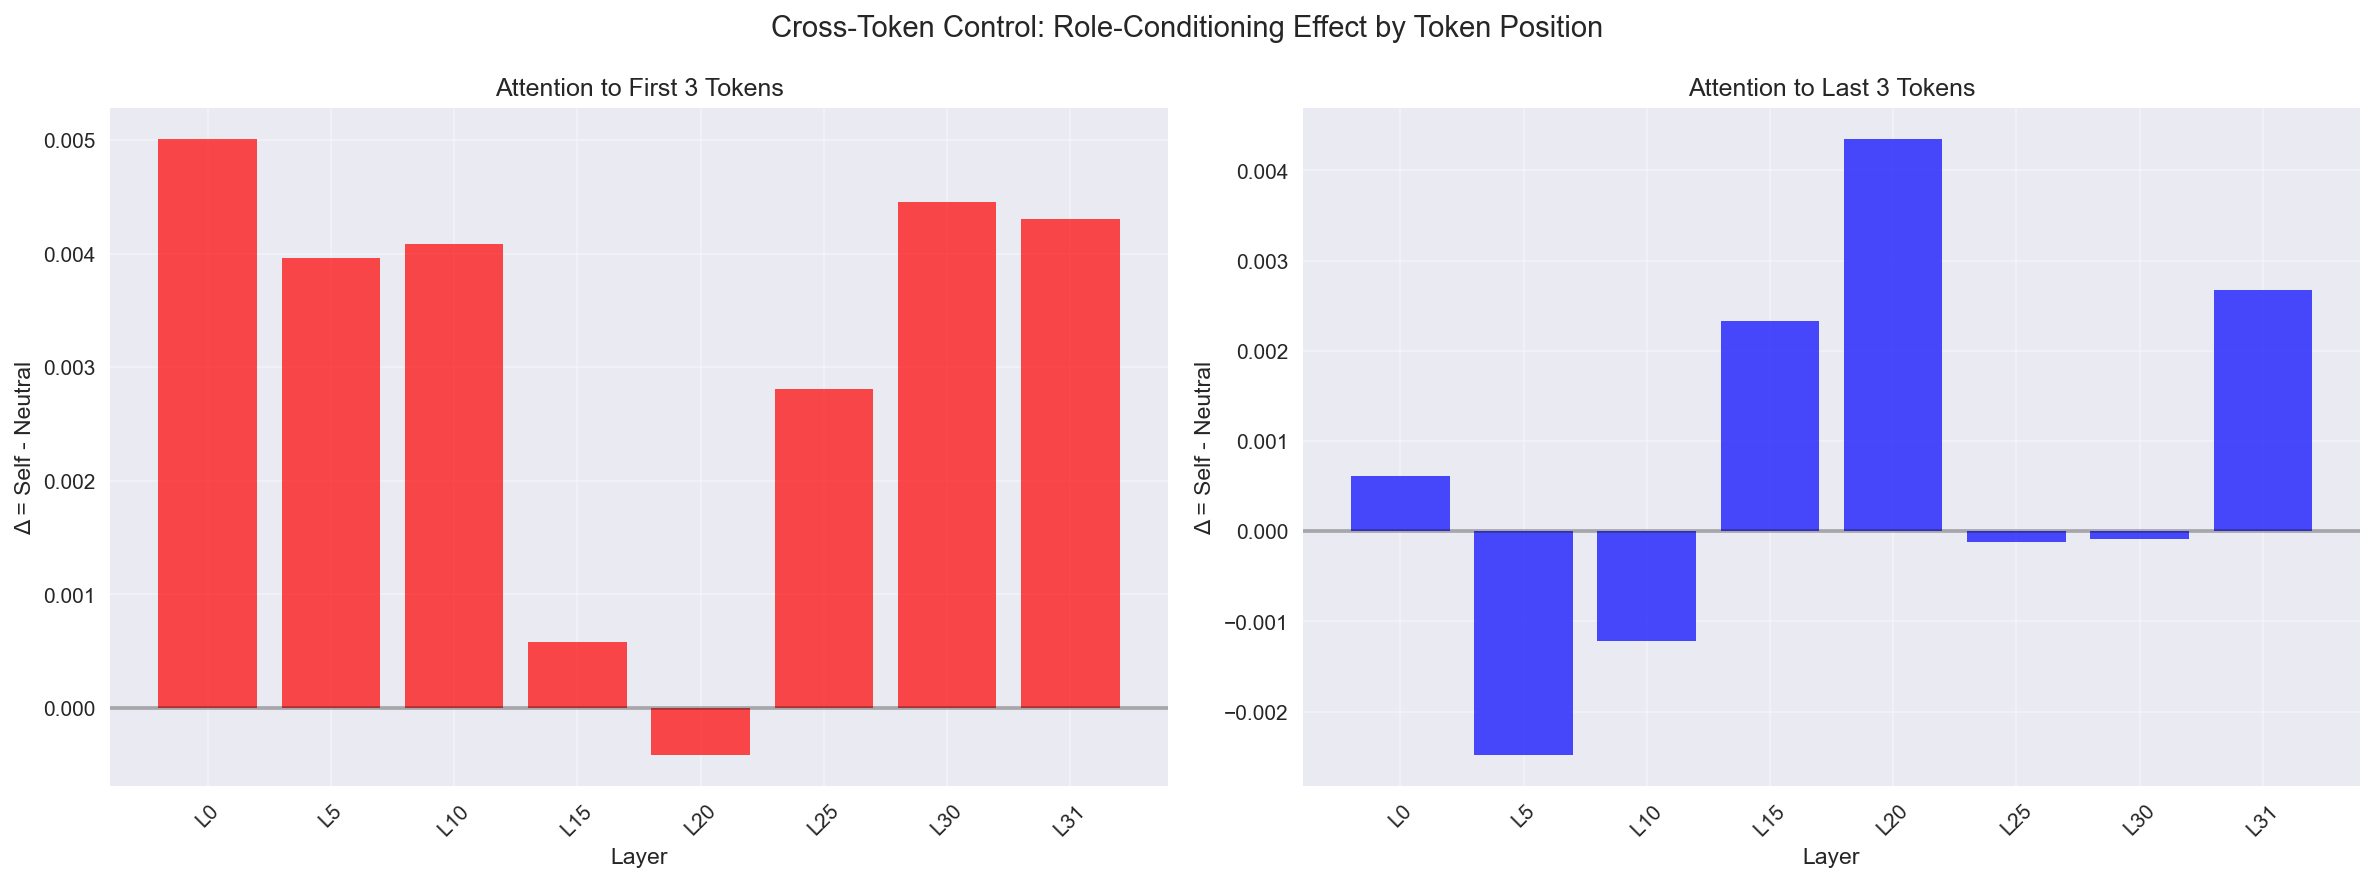 Cross-Token Control: Role-Conditioning Effect by Token Position
Attention to First 3 Tokens
Δ = Self - Neutral
0.005
0.004
0.003
0.002
0.001
0.000
L0
L5
L10
L15
L20
L25
L30
L31
Layer
Attention to Last 3 Tokens
Δ = Self - Neutral
0.004
0.003
0.002
0.001
0.000
−0.001
−0.002
L0
L5
L10
L15
L20
L25
L30
L31
Layer